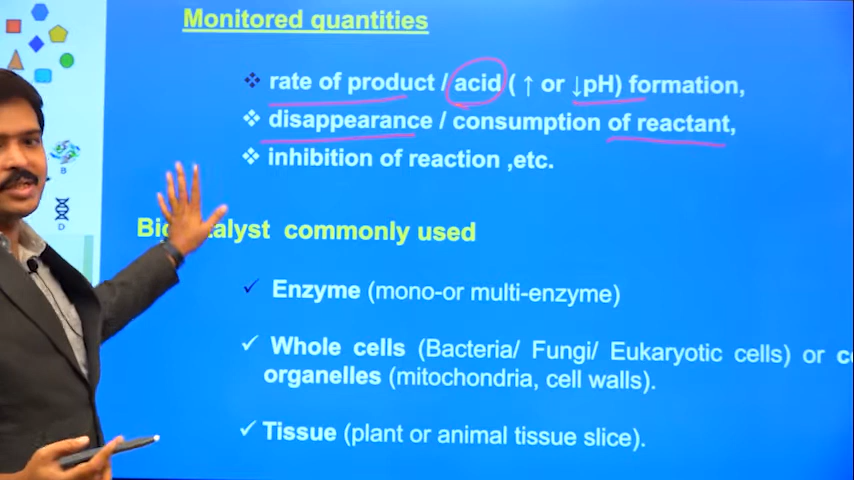 Monitored quantities
❖ rate of product / acid ( ↑ or ↓pH) formation,
❖ disappearance / consumption of reactant,
❖ inhibition of reaction ,etc.
commonly used
✓ Enzyme (mono-or multi-enzyme)
✓ Whole cells (Bacteria/ Fungi/ Eukaryotic cells) or
organelles (mitochondria, cell walls).
✓ Tissue (plant or animal tissue slice).
B
D